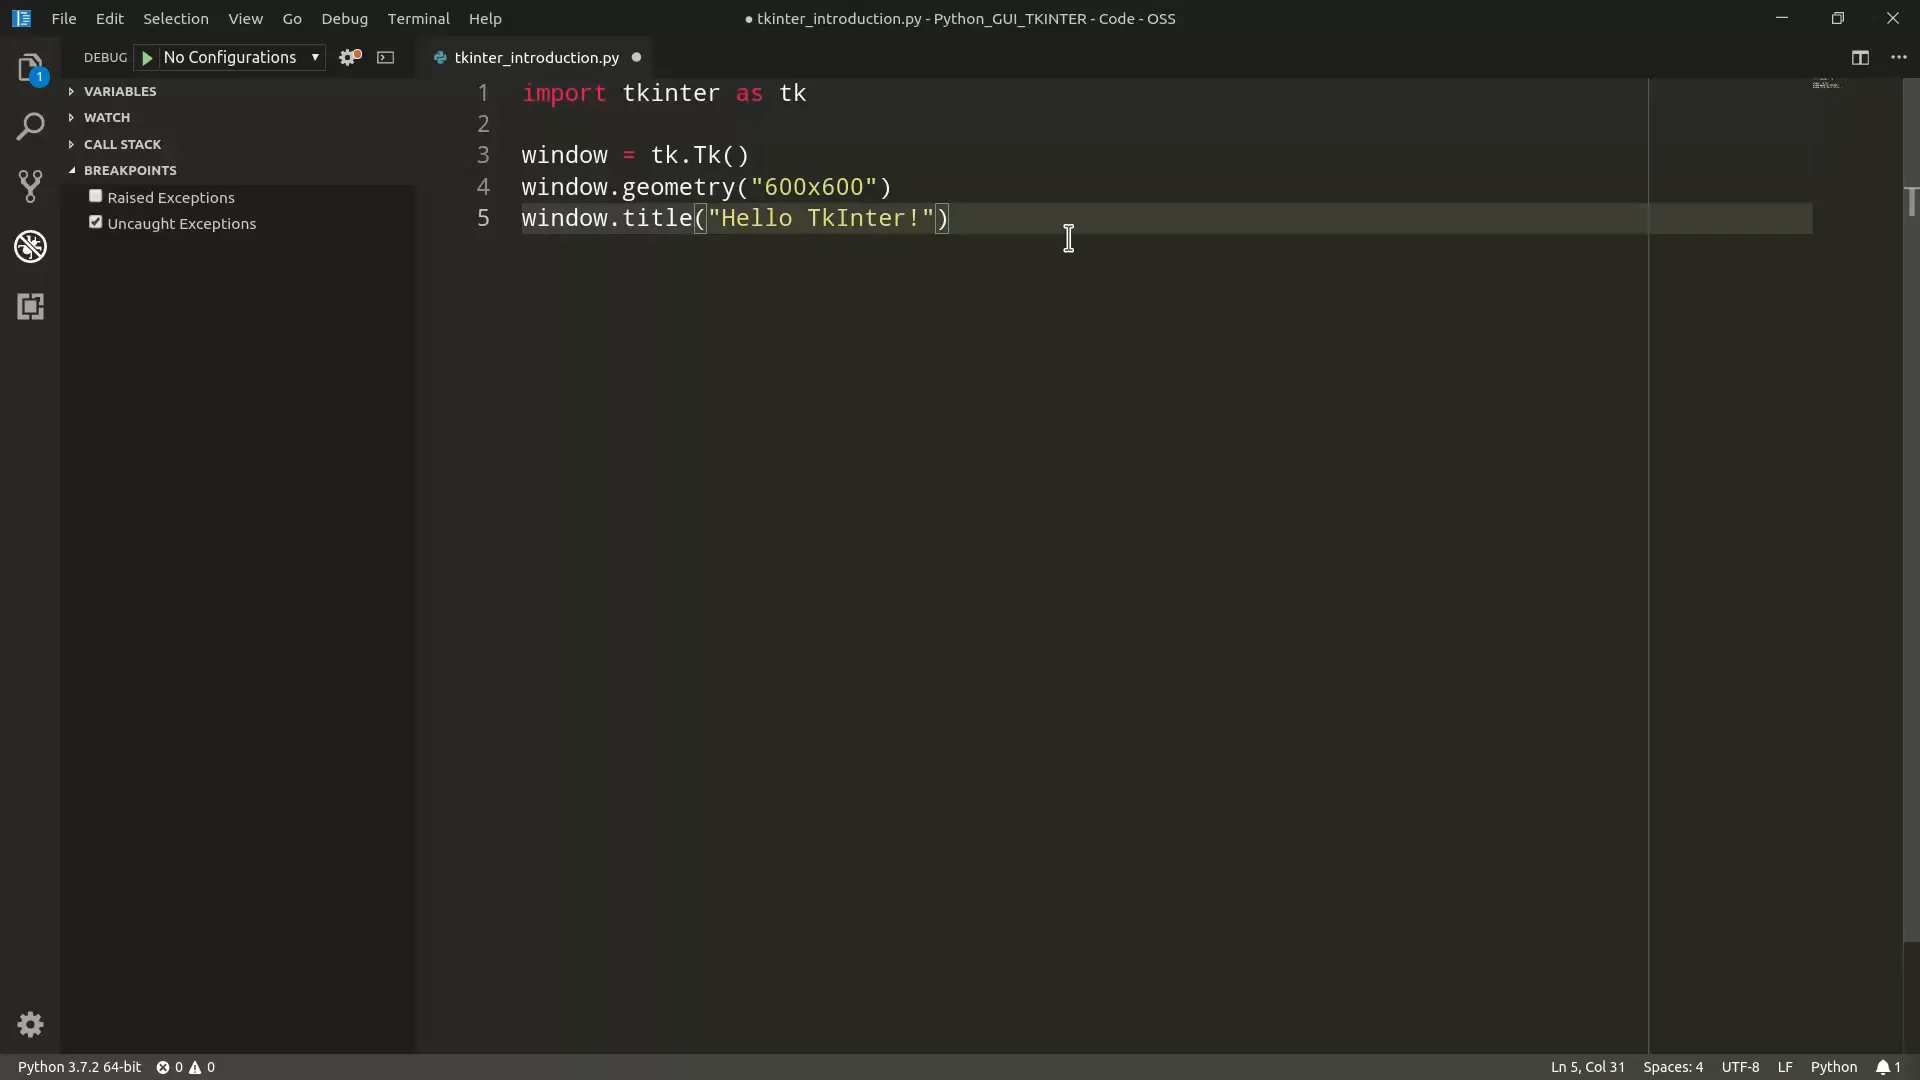 File Edit Selection View Go Debug Terminal Help
● tkinter_introduction.py - Python_GUI_TKINTER - Code - OSS
DEBUG No Configurations
tkinter_introduction.py
1
VARIABLES
WATCH
CALL STACK
BREAKPOINTS
Raised Exceptions
Uncaught Exceptions
1 import tkinter as tk
2
3 window = tk.Tk()
4 window.geometry("600x600")
5 window.title("Hello TkInter!")
Python 3.7.2 64-bit 0 0 Ln 5, Col 31 Spaces: 4 UTF-8 LF Python 1